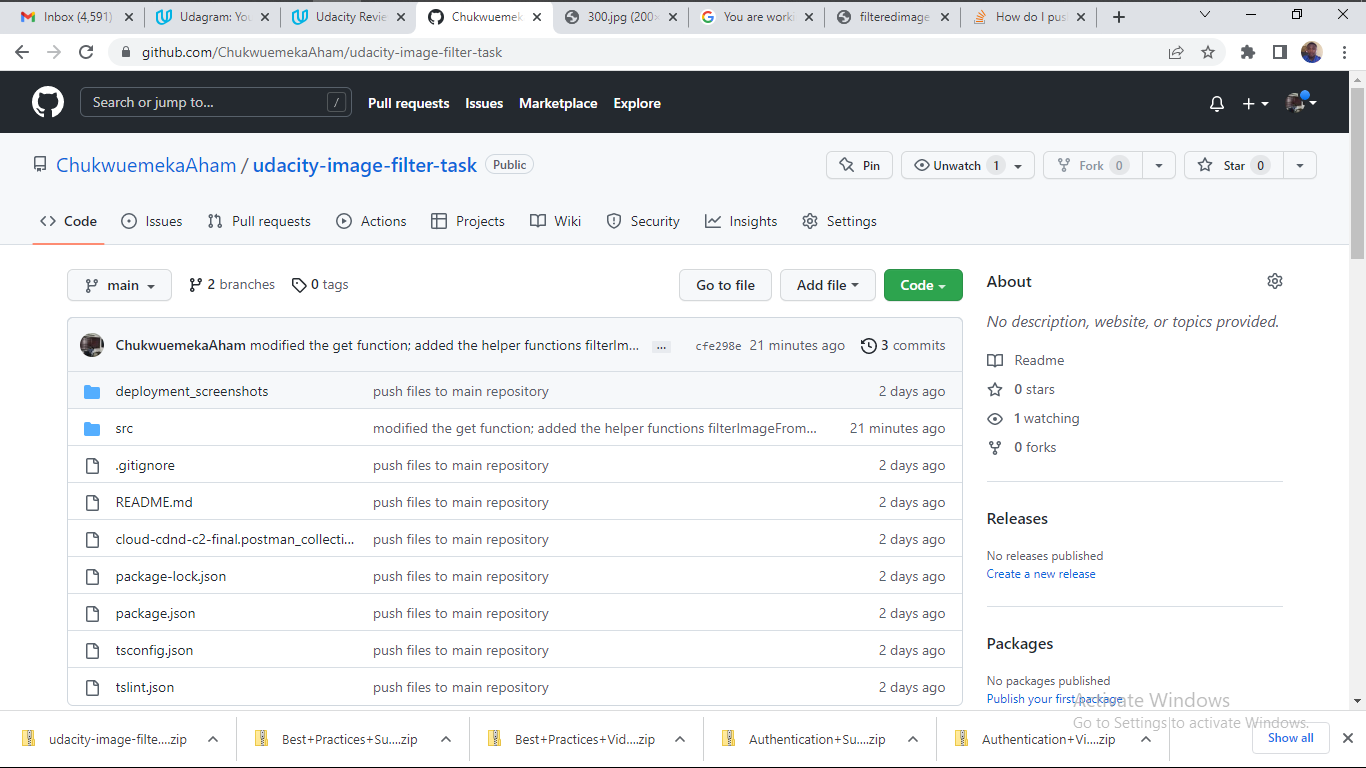 Inbox (4,591)
Udagram: You
Udacity Revie
Chukwuemek
300.jpg (200×
You are work
filteredimage
How do I pus
github.com/ChukwuemekaAham/udacity-image-filter-task
Search or jump to...
/
Pull requests Issues Marketplace Explore
ChukwuemekaAham / udacity-image-filter-task Public
Pin
Unwatch 1
Fork 0
Star 0
Code Issues Pull requests Actions Projects Wiki Security Insights Settings
main
2 branches
0 tags
Go to file
Add file
Code
ChukwuemekaAham modified the get function; added the helper functions filterIm... ... cfe298e 21 minutes ago 3 commits
deployment_screenshots push files to main repository 2 days ago
src modified the get function; added the helper functions filterImageFrom... 21 minutes ago
.gitignore push files to main repository 2 days ago
README.md push files to main repository 2 days ago
cloud-cdnd-c2-final.postman_collecti... push files to main repository 2 days ago
package-lock.json push files to main repository 2 days ago
package.json push files to main repository 2 days ago
tsconfig.json push files to main repository 2 days ago
tslint.json push files to main repository 2 days ago
About
No description, website, or topics provided.
Readme
0 stars
1 watching
0 forks
Releases
No releases published
Create a new release
Packages
No packages published
Publish your first package
Activate Windows
Go to Settings to activate Windows.
udacity-image-filte....zip
Best+Practices+Su....zip
Best+Practices+Vid....zip
Authentication+Su....zip
Authentication+Vi....zip
Show all